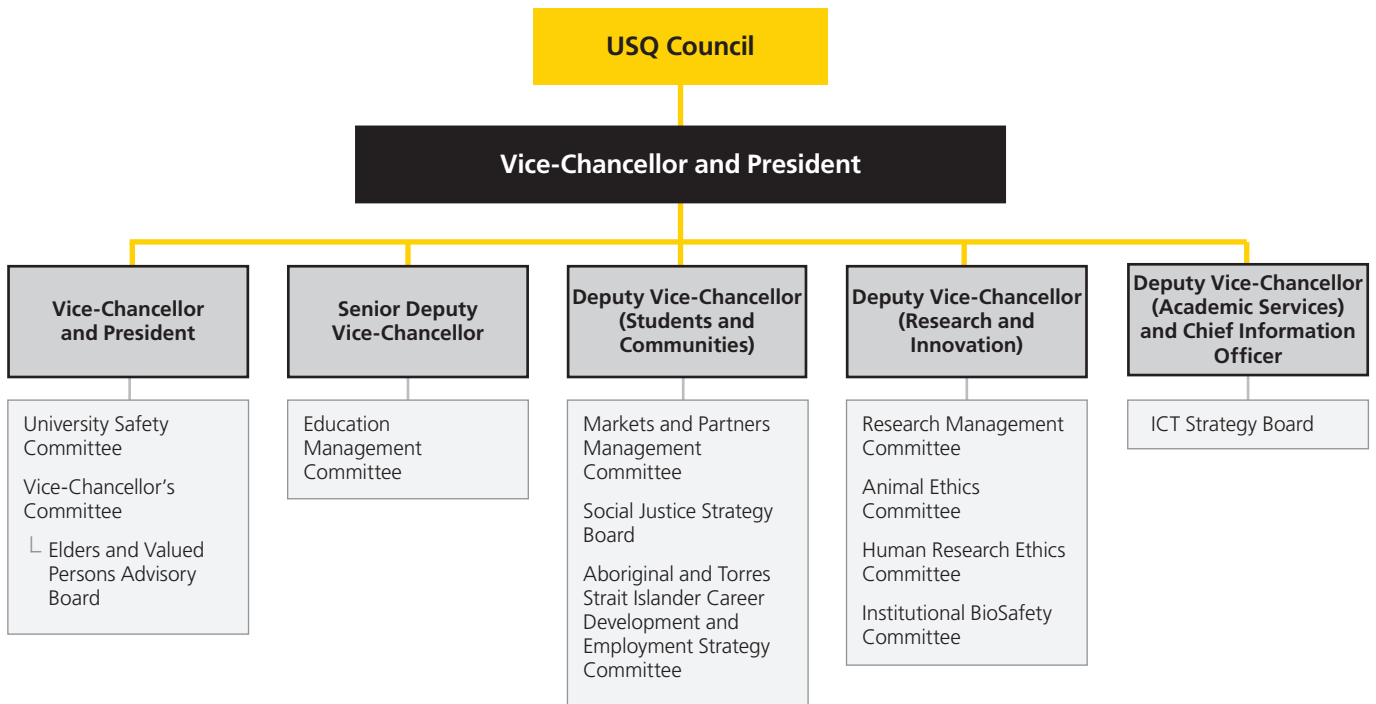 USQ Council
Vice-Chancellor and President
Vice-Chancellor
and President
Senior Deputy
Vice-Chancellor
Deputy Vice-Chancellor
(Students and
Communities)
Deputy Vice-Chancellor
(Research and
Innovation)
Deputy Vice-Chancellor
(Academic Services)
and Chief Information
Officer
University Safety
Committee
Vice-Chancellor’s
Committee
Elders and Valued
Persons Advisory
Board
Education
Management
Committee
Markets and Partners
Management
Committee
Social Justice Strategy
Board
Aboriginal and Torres
Strait Islander Career
Development and
Employment Strategy
Committee
Research Management
Committee
Animal Ethics
Committee
Human Research Ethics
Committee
Institutional BioSafety
Committee
ICT Strategy Board